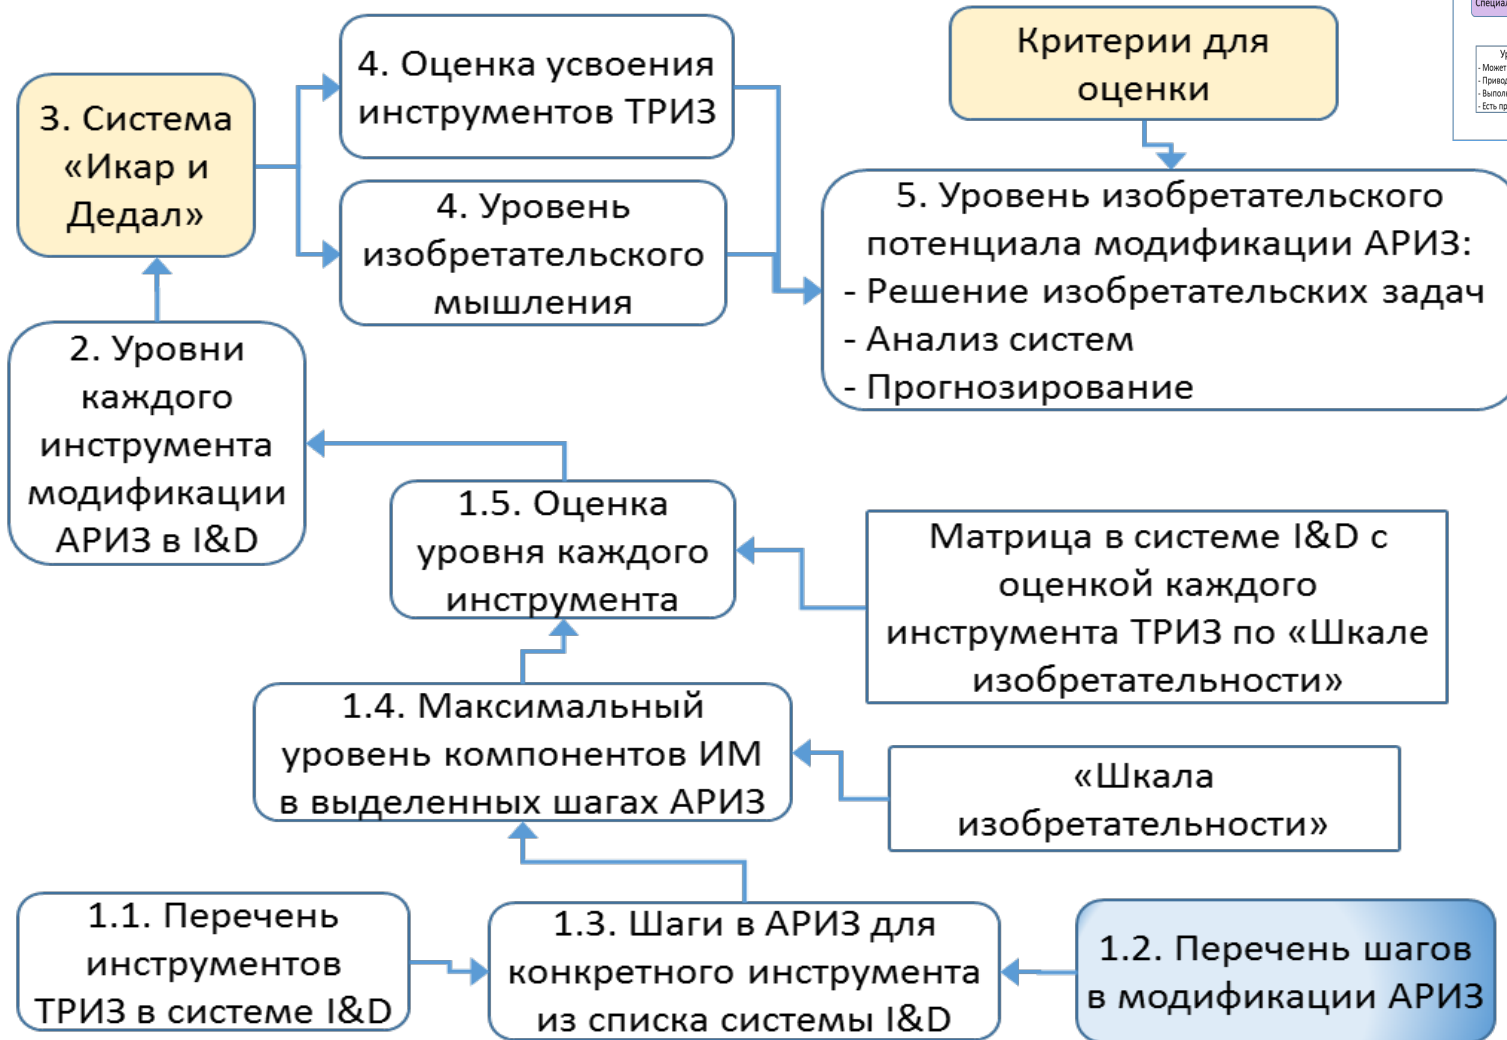 4. Оценка усвоения
инструментов ТРИЗ
Критерии для
оценки
3. Система
«Икар и
Дедал»
4. Уровень
изобретательского
мышления
5. Уровень изобретательского
потенциала модификации АРИЗ:
- Решение изобретательских задач
- Анализ систем
- Прогнозирование
2. Уровни
каждого
инструмента
модификации
АРИЗ в I&D
1.5. Оценка
уровня каждого
инструмента
Матрица в системе I&D с
оценкой каждого
инструмента ТРИЗ по «Шкале
изобретательности»
1.4. Максимальный
уровень компонентов ИМ
в выделенных шагах АРИЗ
«Шкала
изобретательности»
1.1. Перечень
инструментов
ТРИЗ в системе I&D
1.3. Шаги в АРИЗ для
конкретного инструмента
из списка системы I&D
1.2. Перечень шагов
в модификации АРИЗ
- Может
- Есть